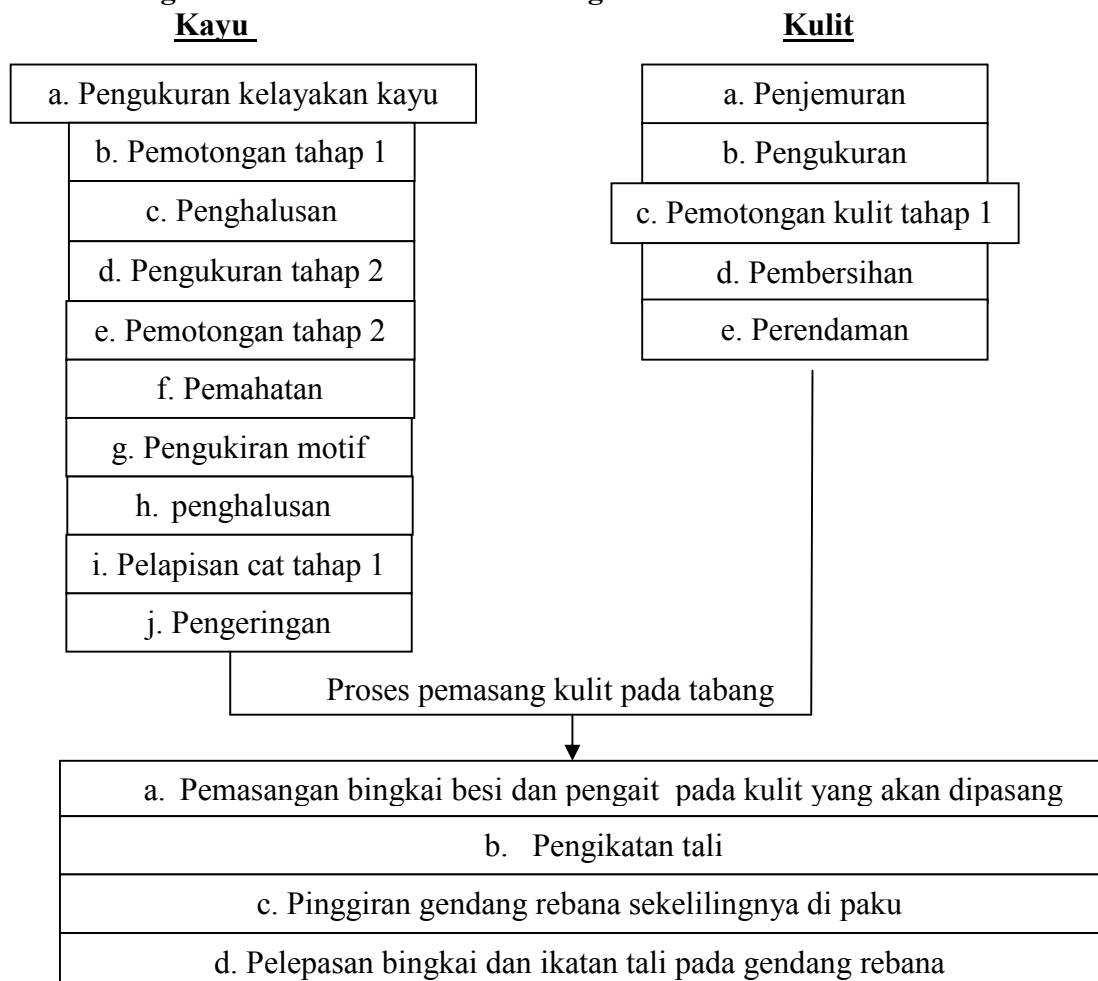 Kayu
a. Pengukuran kelayakan kayu
b. Pemotongan tahap 1
c. Penghalusan
d. Pengukuran tahap 2
e. Pemotongan tahap 2
f. Pemahatan
g. Pengukiran motif
h. penghalusan
i. Pelapisan cat tahap 1
j. Pengeringan
Kulit
a. Penjemuran
b. Pengukuran
c. Pemotongan kulit tahap 1
d. Pembersihan
e. Perendaman
Proses pemasang kulit pada tabang
a. Pemasangan bingkai besi dan pengait pada kulit yang akan dipasang
b. Pengikatan tali
c. Pinggiran gendang rebana sekelilingnya di paku
d. Pelepasan bingkai dan ikatan tali pada gendang rebana